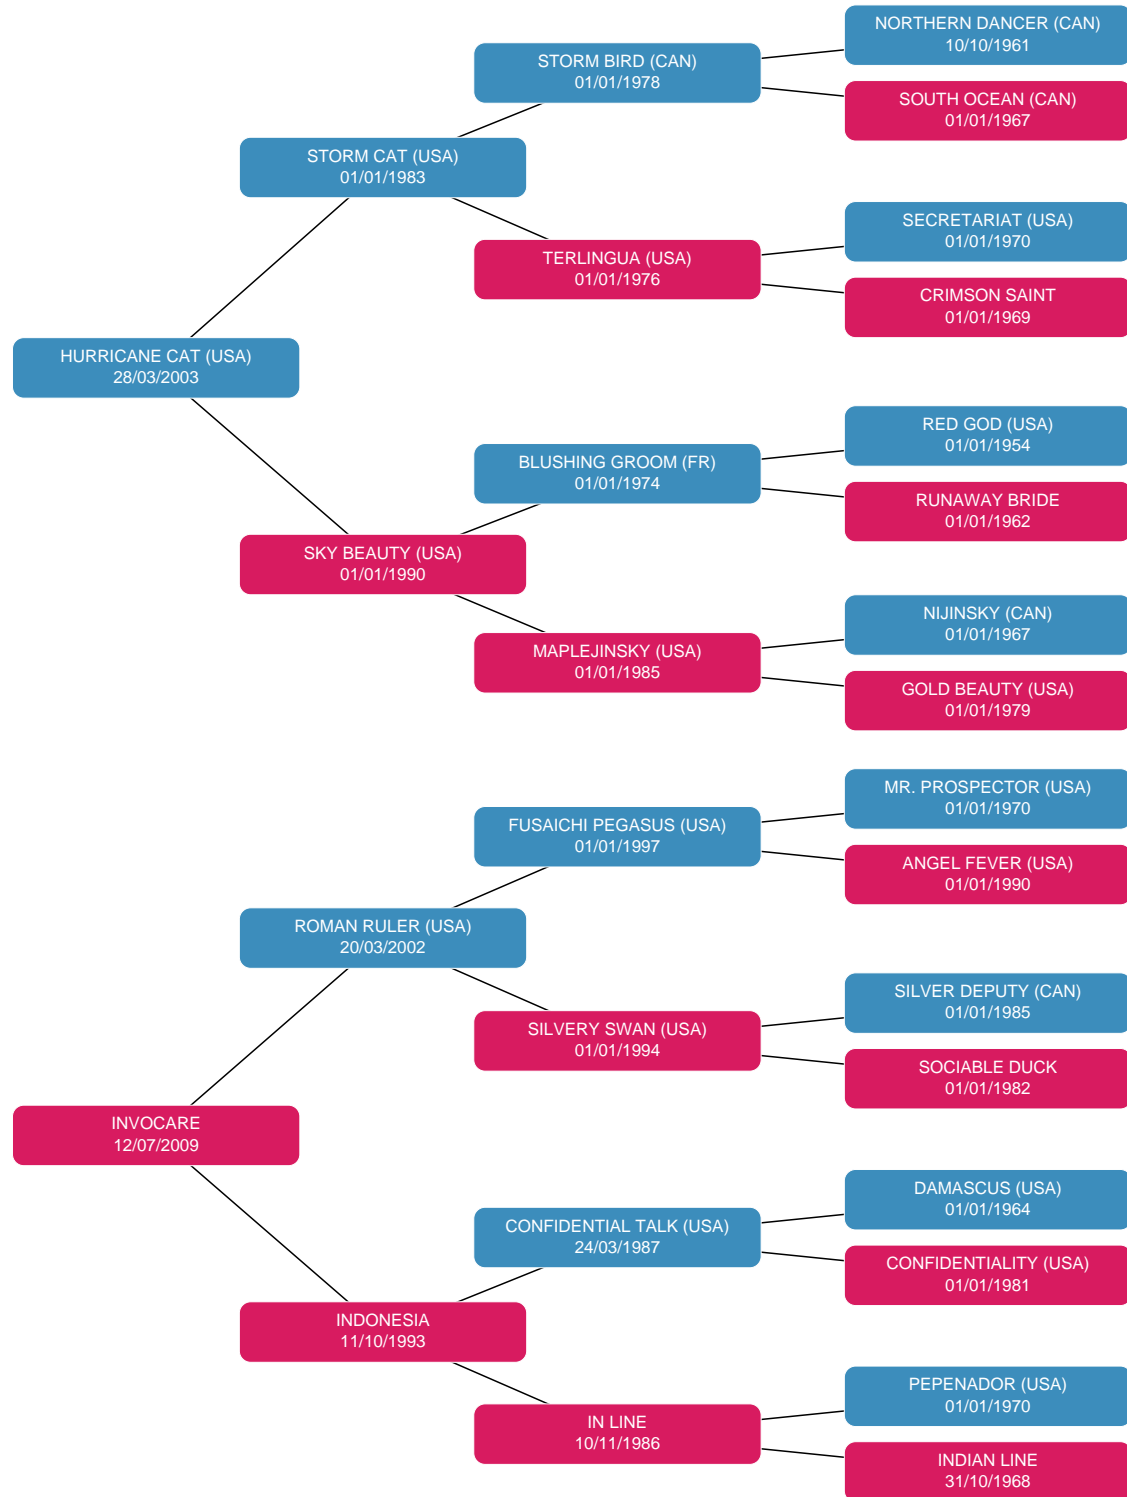 NORTHERN DANCER (CAN)
10/10/1961
STORM BIRD (CAN)
01/01/1978
SOUTH OCEAN (CAN)
01/01/1967
STORM CAT (USA)
01/01/1983
SECRETARIAT (USA)
01/01/1970
TERLINGUA (USA)
01/01/1976
CRIMSON SAINT
01/01/1969
HURRICANE CAT (USA)
28/03/2003
RED GOD (USA)
01/01/1954
BLUSHING GROOM (FR)
01/01/1974
RUNAWAY BRIDE
01/01/1962
SKY BEAUTY (USA)
01/01/1990
NIJINSKY (CAN)
01/01/1967
MAPLEJINSKY (USA)
01/01/1985
GOLD BEAUTY (USA)
01/01/1979
MR. PROSPECTOR (USA)
01/01/1970
FUSAICHI PEGASUS (USA)
01/01/1997
ANGEL FEVER (USA)
01/01/1990
ROMAN RULER (USA)
20/03/2002
SILVER DEPUTY (CAN)
01/01/1985
SILVERY SWAN (USA)
01/01/1994
SOCIABLE DUCK
01/01/1982
INVOCARE
12/07/2009
DAMASCUS (USA)
01/01/1964
CONFIDENTIAL TALK (USA)
24/03/1987
CONFIDENTIALITY (USA)
01/01/1981
INDONESIA
11/10/1993
PEPENADOR (USA)
01/01/1970
IN LINE
10/11/1986
INDIAN LINE
31/10/1968